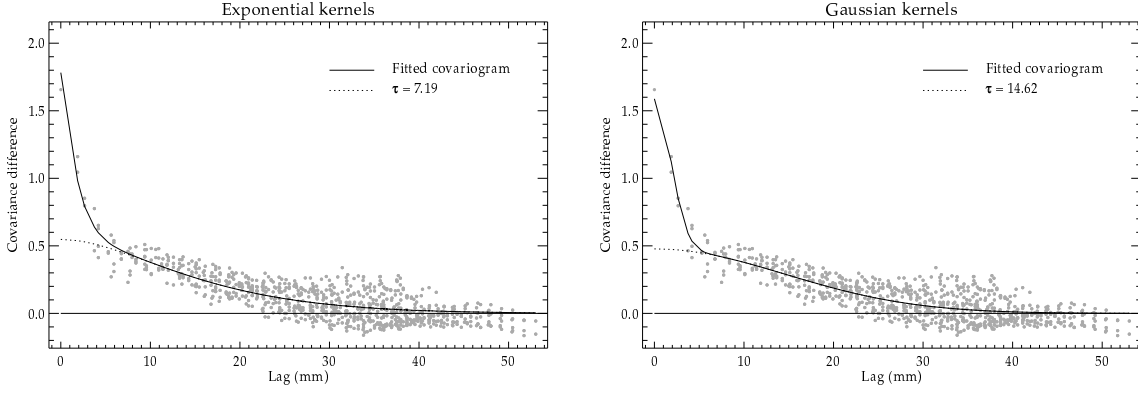 Exponential kernels
2.0
1.5
1.0
0.5
0.0
Covariance difference
Fitted covariogram
τ = 7.19
0 10 20 30 40 50
Lag (mm)
Gaussian kernels
2.0
1.5
1.0
0.5
0.0
Covariance difference
Fitted covariogram
τ = 14.62
0 10 20 30 40 50
Lag (mm)